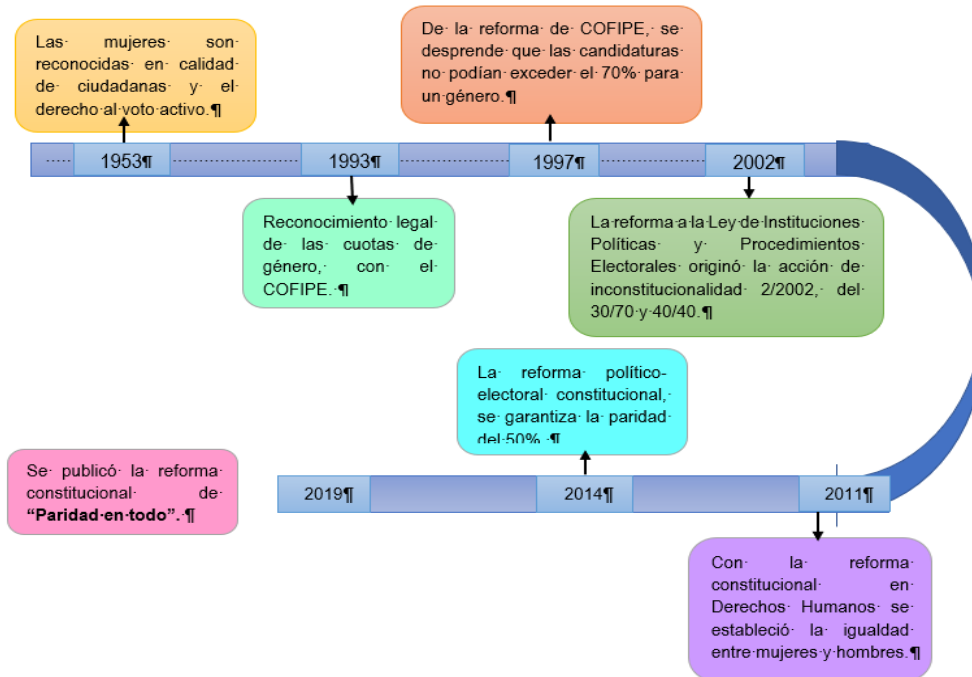 Las mujeres son
reconocidas en calidad
de ciudadanas y el
derecho al voto activo.¶
De la reforma de COFIPE, se
desprende que las candidaturas
no podían exceder el 70% para
un género.¶
1953¶
1993¶
1997¶
2002¶
Reconocimiento legal
de las cuotas de
género, con el
COFIPE. ¶
La reforma a la Ley de Instituciones
Políticas y Procedimientos
Electorales originó la acción de
inconstitucionalidad 2/2002, del
30/70 y 40/40.¶
La reforma político-
electoral constitucional,
se garantiza la paridad
del 50%. ¶
Se publicó la reforma
constitucional de
“Paridad en todo”. ¶
2019¶
2014¶
2011¶
Con la reforma
constitucional en
Derechos Humanos se
estableció la igualdad
entre mujeres y hombres.¶